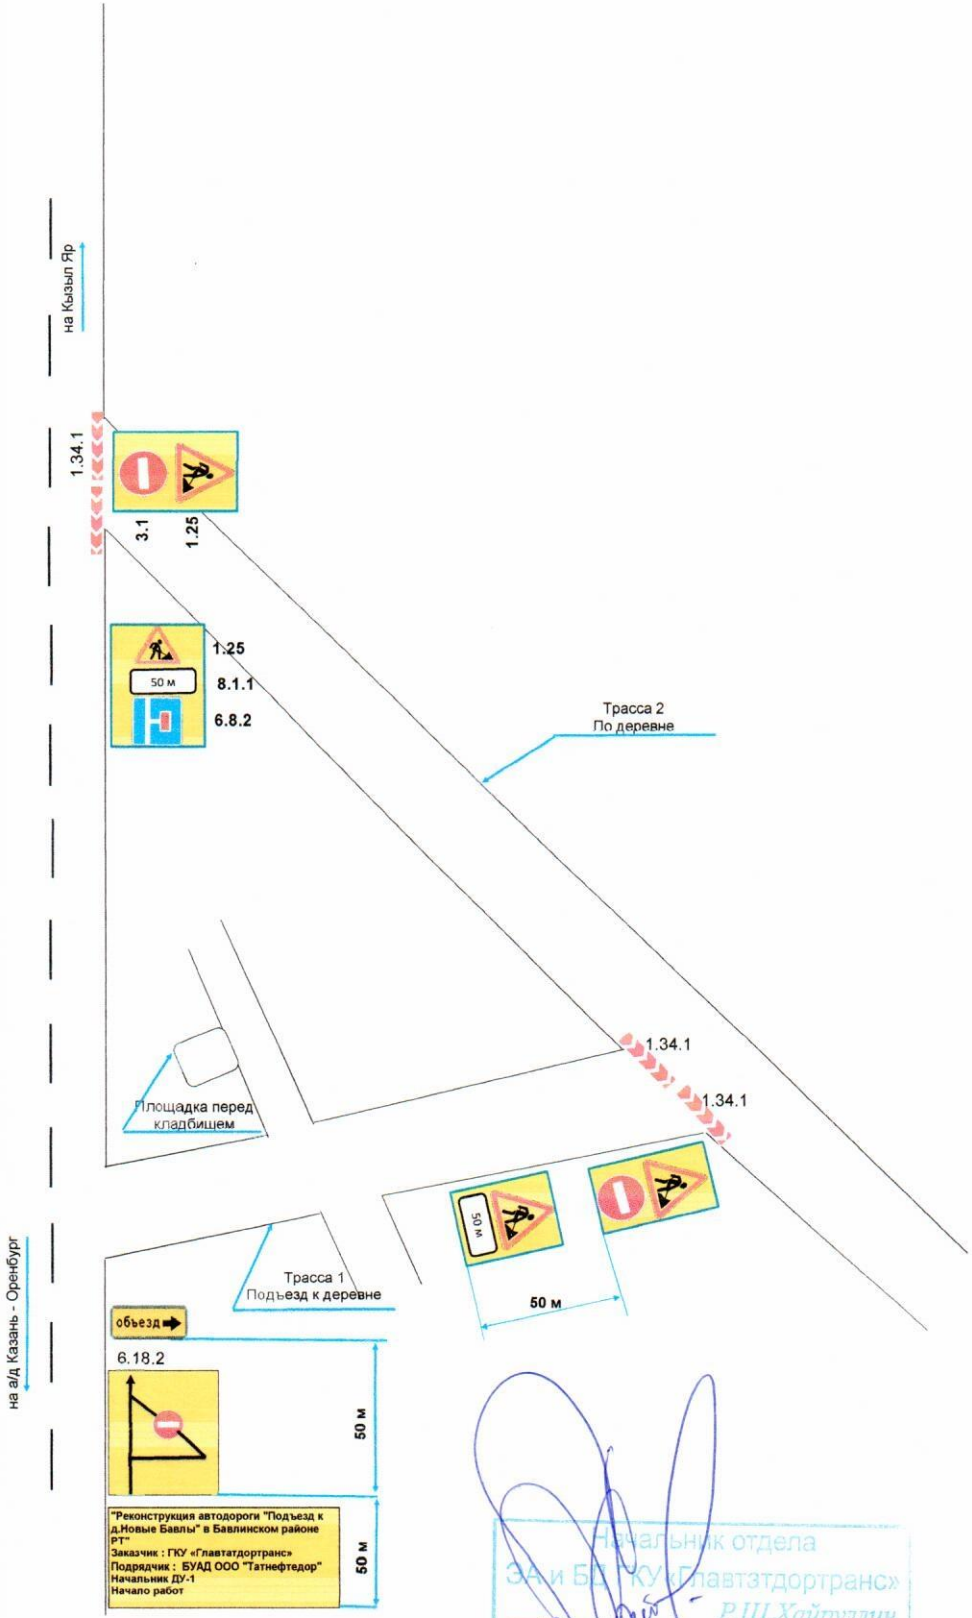 на Кызыл Яр
1.34.1
3.1
1.25
1.25
50 м
8.1.1
6.8.2
Трасса 2
По деревне
1.34.1
1.34.1
Площадка перед
кладбищем
50 м
50 м
Трасса 1
Подъезд к деревне
на а/д Казань - Оренбург
объезд
6.18.2
50 м
50 м
"Реконструкция автодороги "Подъезд к
д.Новые Бавлы" в Бавлинском районе
РТ"
Заказчик : ГКУ «Главтатдортранс»
Подрядчик : БУАД ООО "Татнефтедор"
Начальник ДУ-1
Начало работ
Начальник отдела
ЭА и БД КУ «Главтатдортранс»
Р.Ш.Хайруллин